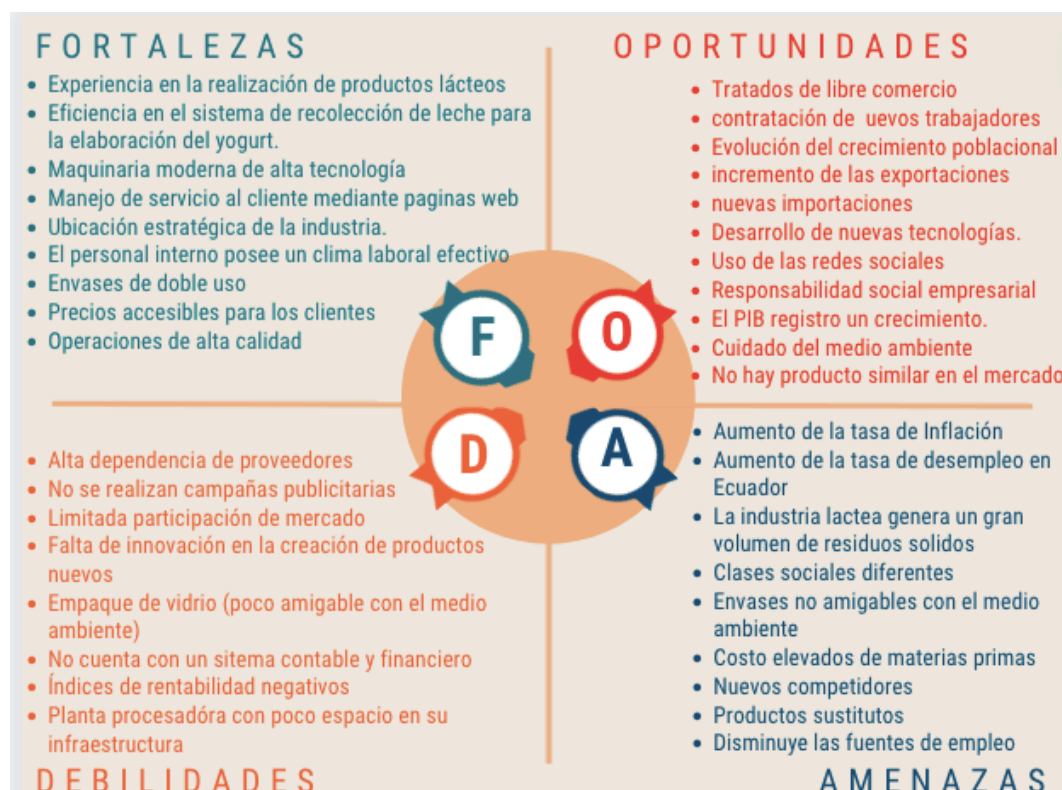 FORTALEZAS
• Experiencia en la realización de productos lácteos
• Eficiencia en el sistema de recolección de leche para
la elaboración del yogurt.
• Maquinaria moderna de alta tecnología
• Manejo de servicio al cliente mediante paginas web
• Ubicación estratégica de la industria.
• El personal interno posee un clima laboral efectivo
• Envases de doble uso
• Precios accesibles para los clientes
• Operaciones de alta calidad
OPORTUNIDADES
• Tratados de libre comercio
• contratación de uevos trabajadores
• Evolución del crecimiento poblacional
• incremento de las exportaciones
• nuevas importaciones
• Desarrollo de nuevas tecnologías.
• Uso de las redes sociales
• Responsabilidad social empresarial
• El PIB registro un crecimiento.
• Cuidado del medio ambiente
• No hay producto similar en el mercado
F
O
D
A
• Alta dependencia de proveedores
• No se realizan campañas publicitarias
• Limitada participación de mercado
• Falta de innovación en la creación de productos
nuevos
• Empaque de vidrio (poco amigable con el medio
ambiente)
• No cuenta con un sitema contable y financiero
• Índices de rentabilidad negativos
• Planta procesadóra con poco espacio en su
infraestructura
DEBILIDADES
• Aumento de la tasa de Inflación
• Aumento de la tasa de desempleo en
Ecuador
• La industria lactea genera un gran
volumen de residuos solidos
• Clases sociales diferentes
• Envases no amigables con el medio
ambiente
• Costo elevados de materias primas
• Nuevos competidores
• Productos sustitutos
• Disminuye las fuentes de empleo
AMENAZAS